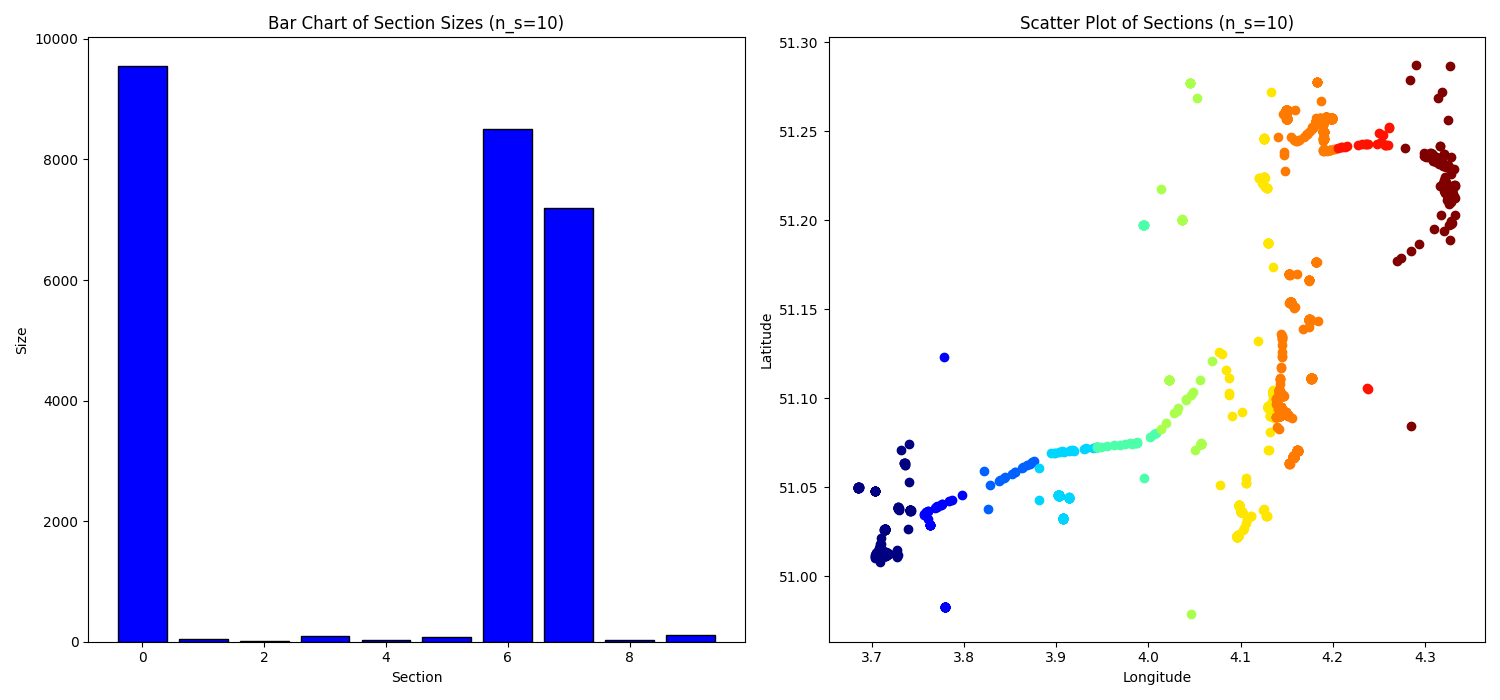 Bar Chart of Section Sizes (n_s=10)
10000
8000
6000
4000
2000
0
Size
0 2 4 6 8
Section
Scatter Plot of Sections (n_s=10)
51.30
51.25
51.20
51.15
51.10
51.05
51.00
Latitude
3.7 3.8 3.9 4.0 4.1 4.2 4.3
Longitude